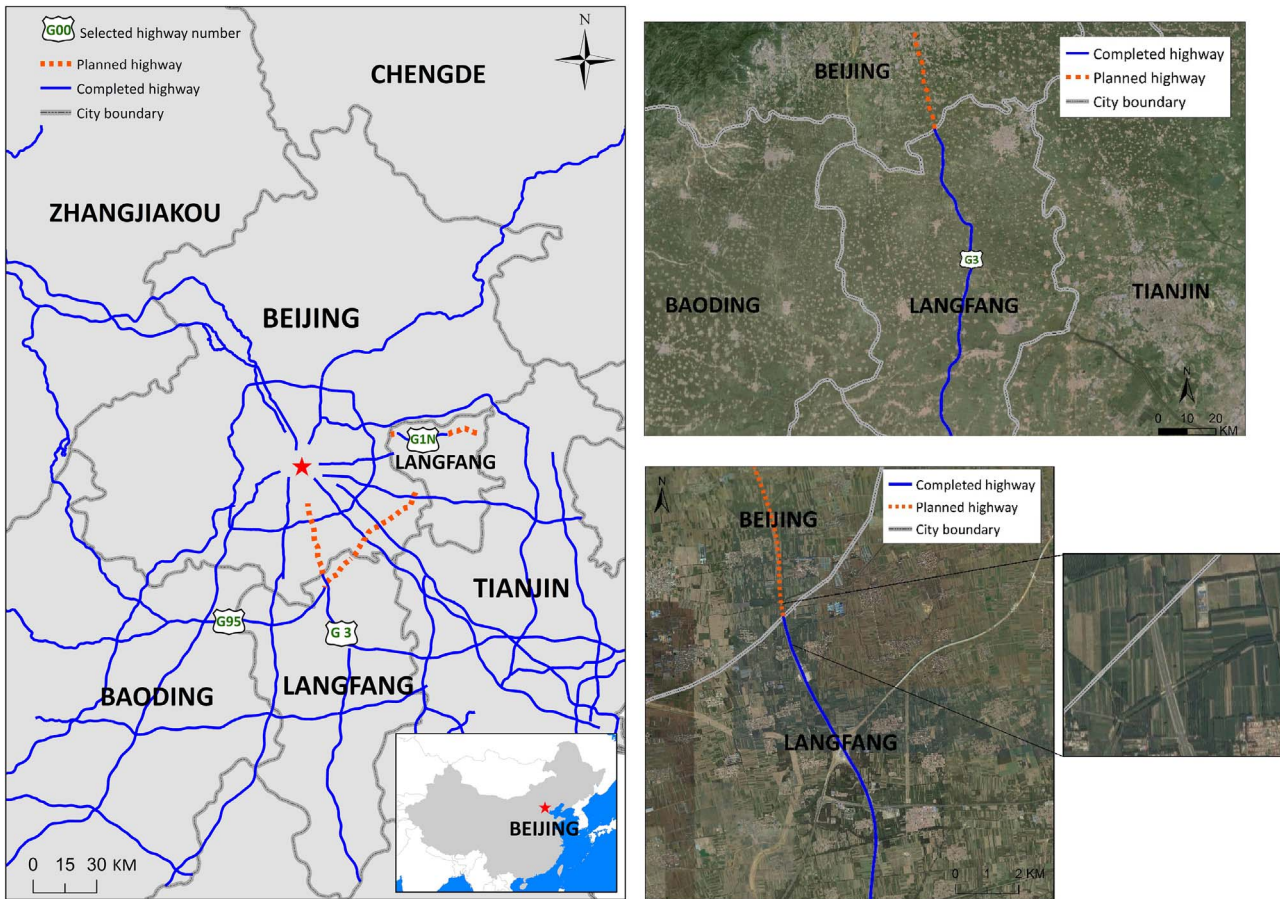 G00 Selected highway number
Planned highway
Completed highway
City boundary
N
CHENGDE
ZHANGJIAKOU
BEIJING
G1N
LANGFANG
TIANJIN
G95
G 3
BAODING
LANGFANG
BEIJING
0 15 30 KM
Completed highway
Planned highway
City boundary
BEIJING
G3
BAODING
LANGFANG
TIANJIN
N
0 10 20
KM
N
Completed highway
Planned highway
City boundary
BEIJING
LANGFANG
0 1 2 KM